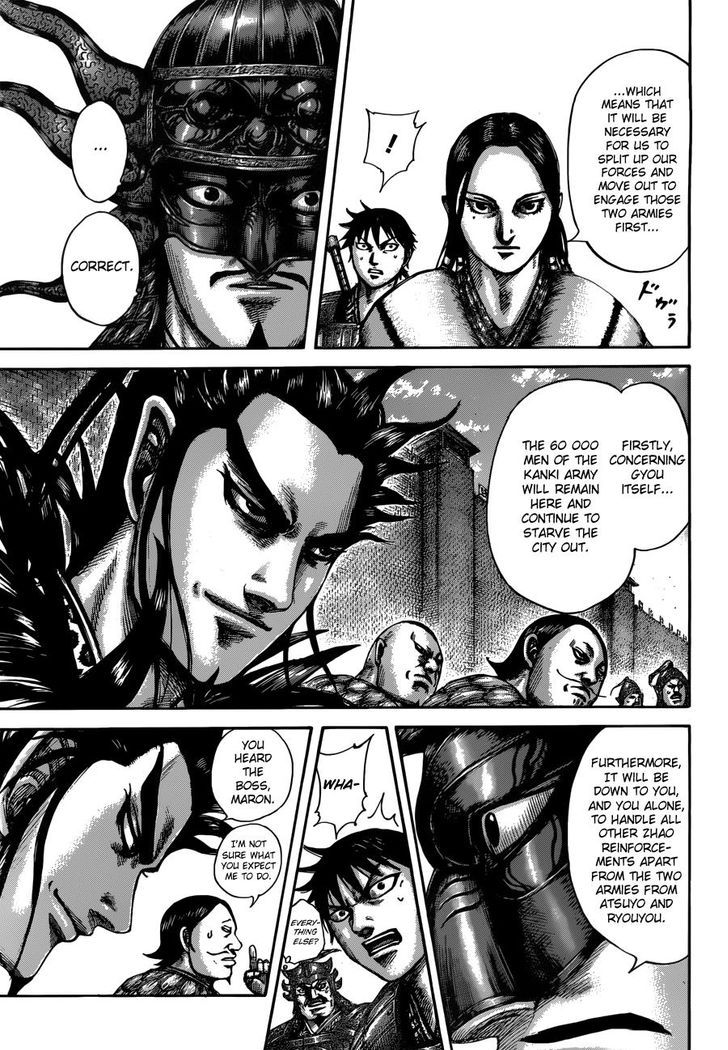 ...WHICH
MEANS THAT
IT WILL BE
NECESSARY
FOR US TO
SPLIT UP OUR
FORCES AND
MOVE OUT TO
ENGAGE THOSE
TWO ARMIES
FIRST...
!
ドガラ
...
CORRECT.
FIRSTLY,
CONCERNING
GYOU
ITSELF...
THE 60 000
MEN OF THE
KANKI ARMY
WILL REMAIN
HERE AND
CONTINUE TO
STARVE THE
CITY OUT.
FURTHERMORE,
IT WILL BE
DOWN TO YOU,
AND YOU ALONE,
TO HANDLE ALL
OTHER ZHAO
REINFORCE-
MENTS APART
FROM THE TWO
ARMIES FROM
ATSUYO AND
RYOUYOU.
WHA-
EVERY-
THING
ELSE?
YOU
HEARD
THE
BOSS,
MARON.
I'M NOT
SURE WHAT
YOU EXPECT
ME TO DO.